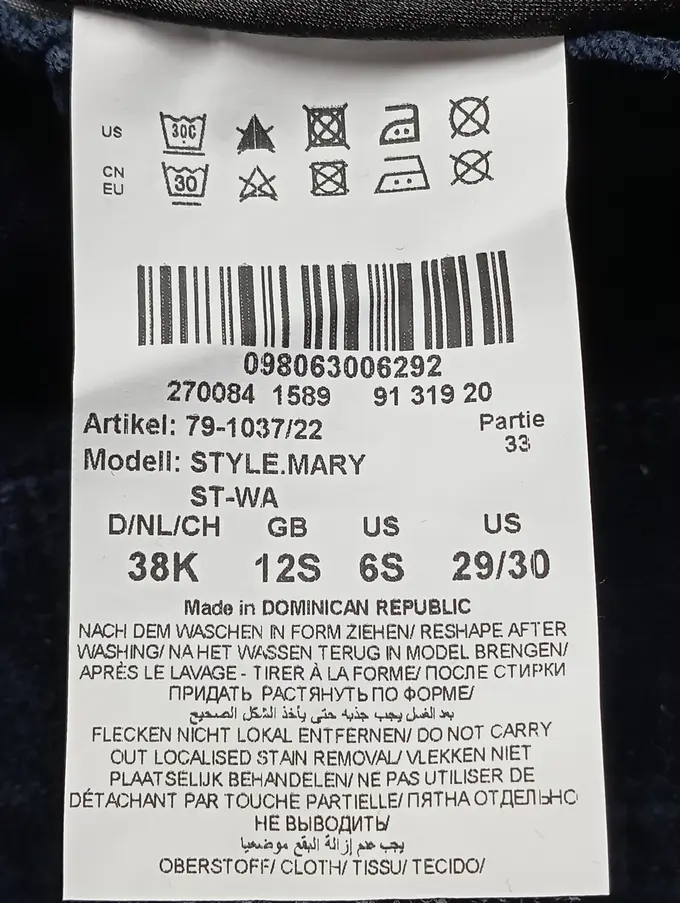 US 30C
CN
EU 30
098063006292
270084 1589 91 319 20
Artikel: 79-1037/22 Partie
33
Modell: STYLE.MARY
ST-WA
D/NL/CH GB US US
38K 12S 6S 29/30
Made in DOMINICAN REPUBLIC
NACH DEM WASCHEN IN FORM ZIEHEN/ RESHAPE AFTER
WASHING/ NA HET WASSEN TERUG IN MODEL BRENGEN/
APRÈS LE LAVAGE - TIRER À LA FORME/ ПОСЛЕ СТИРКИ
ПРИДАТЬ РАСТЯНУТЬ ПО ФОРМЕ/
بعد الغسل يجب جذبه حتى يأخذ الشكل الصحيح
FLECKEN NICHT LOKAL ENTFERNEN/ DO NOT CARRY
OUT LOCALISED STAIN REMOVAL/ VLEKKEN NIET
PLAATSELIJK BEHANDELEN/ NE PAS UTILISER DE
DÉTACHANT PAR TOUCHE PARTIELLE/ ПЯТНА ОТДЕЛЬНО
НЕ ВЫВОДИТЬ/
يجب عدم إزالة البقع موضعيا
OBERSTOFF/ CLOTH/ TISSU/ TECIDO/